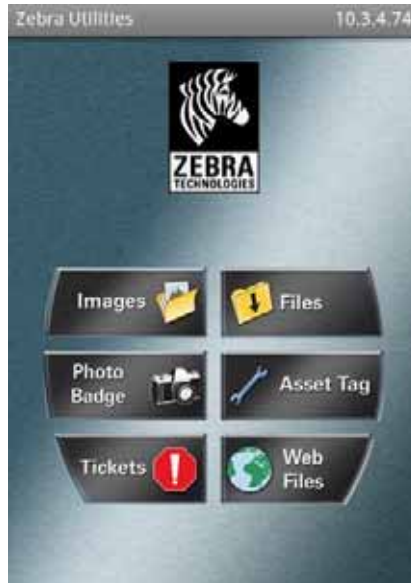 Zebra Utilities
10.3.4.74
ZEBRA
TECHNOLOGIES
Images
Files
Photo
Badge
Asset Tag
Tickets
Web
Files